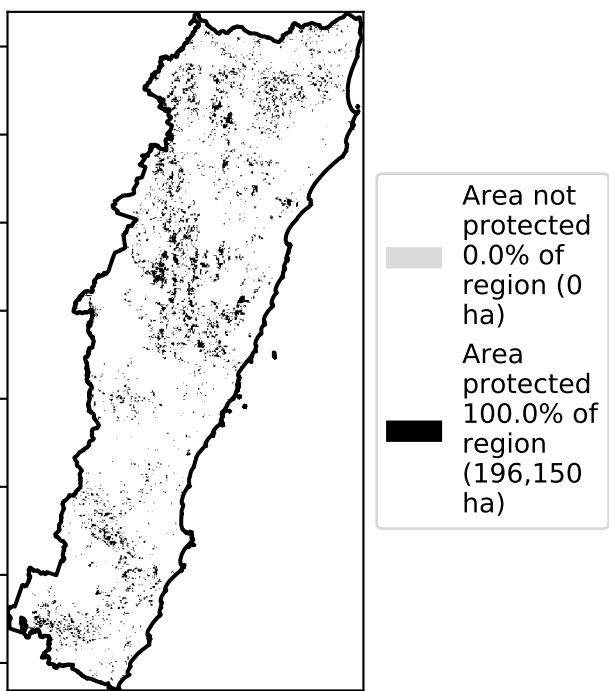 Area not
protected
0.0% of
region (0
ha)
Area
protected
100.0% of
region
(196,150
ha)